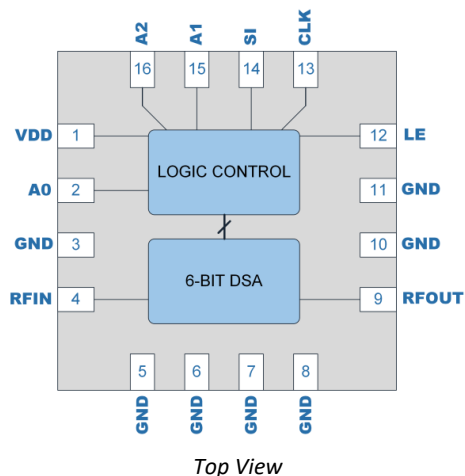 A2
A1
SI
CLK
16
15
14
13
VDD
1
12
LE
LOGIC CONTROL
A0
2
11
GND
GND
3
10
GND
6-BIT DSA
RFIN
4
9
RFOUT
5
6
7
8
GND
GND
GND
GND
Top View